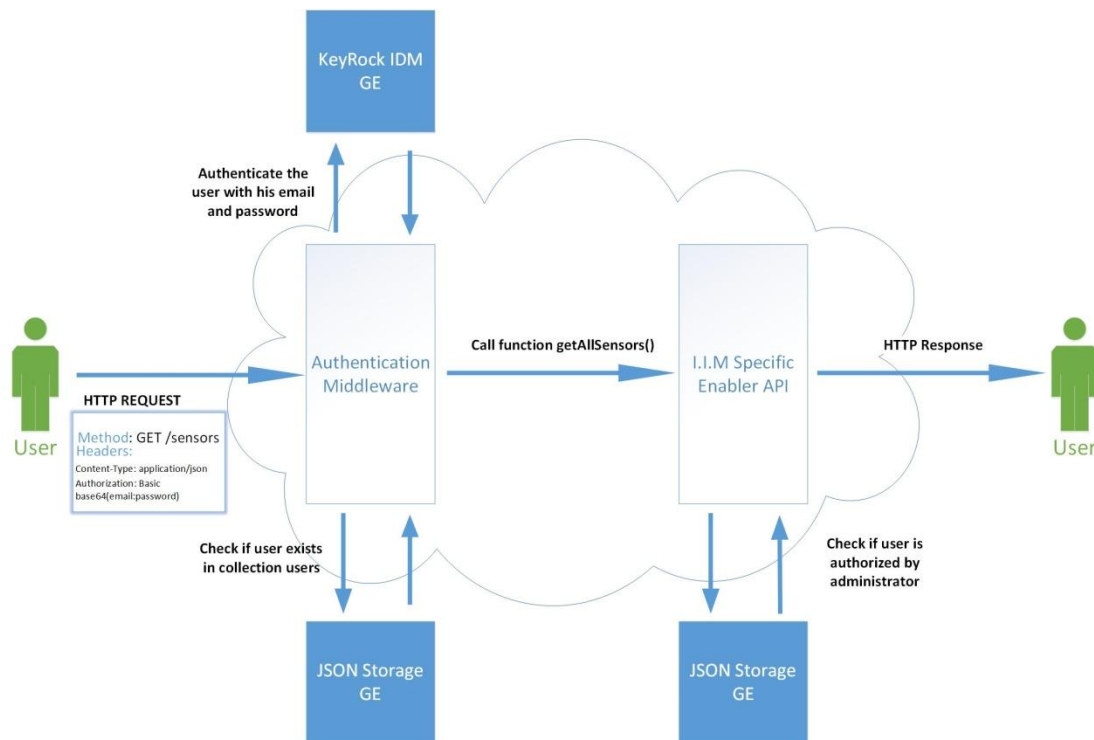 KeyRock IDM
GE
Authenticate the
user with his email
and password
Authentication
Middleware
Call function getAllSensors()
I.I.M Specific
Enabler API
HTTP Response
User
HTTP REQUEST
Method: GET /sensors
Headers:
Content-Type: application/json
Authorization: Basic
base64(email:password)
User
Check if user exists
in collection users
Check if user is
authorized by
administrator
JSON Storage
GE
JSON Storage
GE